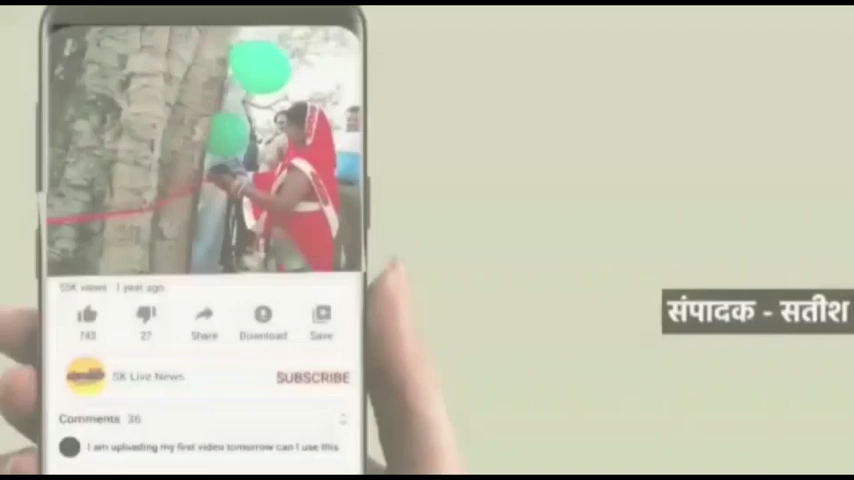 55K views · 1 year ago
743 27 Share Download Save
SK Live News SUBSCRIBE
Comments 36
I am uploading my first video tomorrow can I use this
संपादक - सतीश